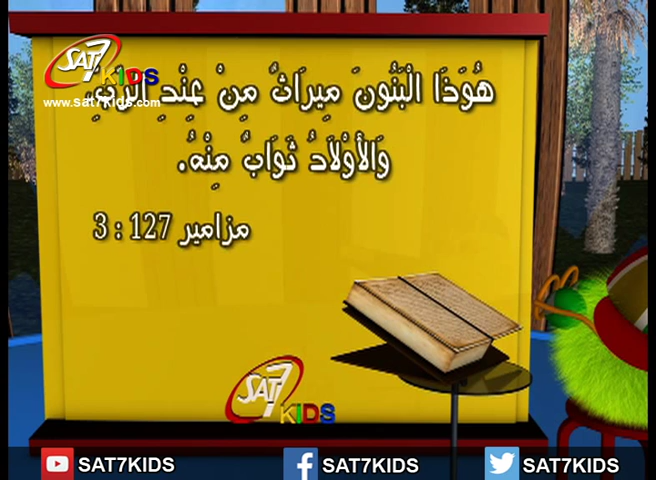 SAT7
KIDS
www.sat7kids.com
هُوَذَا الْبَنُونَ مِيرَاثٌ مِنْ عِنْدِ الرَّبِّ،
وَالأَوْلاَدُ ثَوَابٌ مِنْهُ.
مزامير 127 : 3
SAT7
KIDS
SAT7KIDS
SAT7KIDS
SAT7KIDS